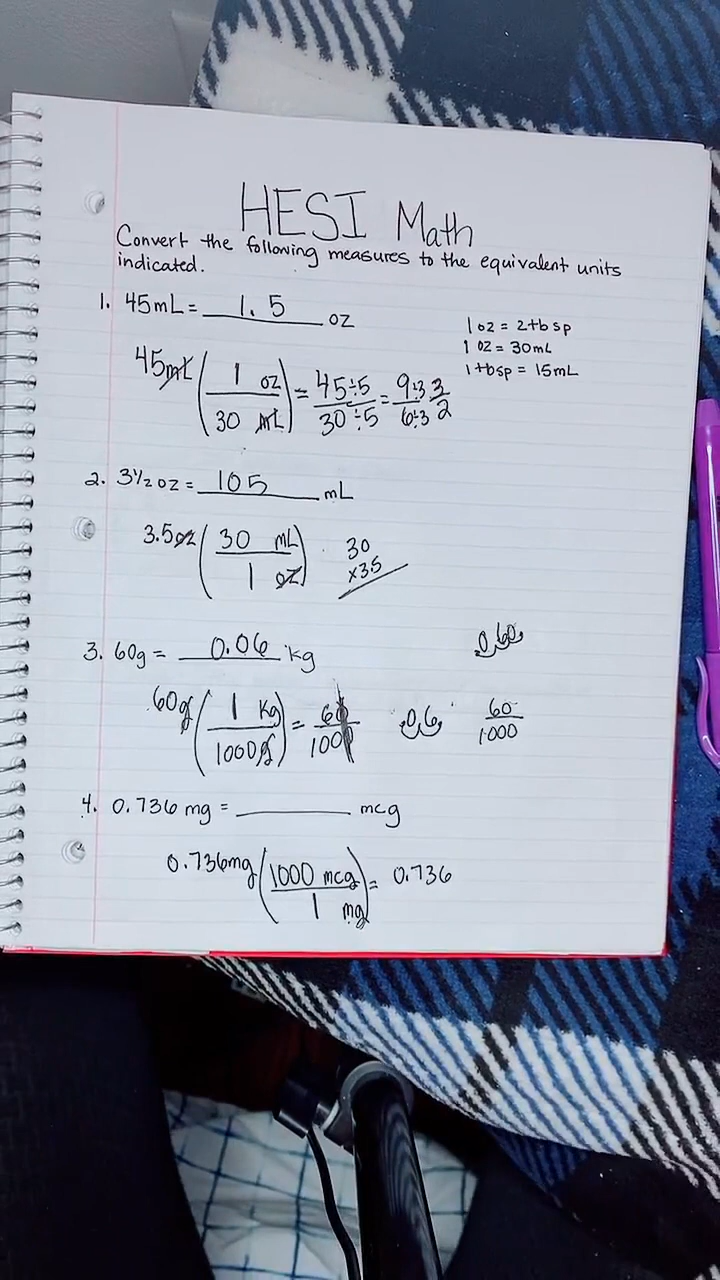 HESI Math
Convert the following measures to the equivalent units
indicated.
1. 45mL = 1.5 oz
1 oz = 2tbsp
1 oz = 30mL
1 tbsp = 15mL
45mL (1 oz / 30 mL) = 45÷5 / 30÷5 = 9÷3 / 6÷3 3/2
2. 3½ oz = 105 mL
3.5oz (30 mL / 1 oz)
30
x3.5
3. 60g = 0.06 kg
0.60
60g (1 kg / 1000g) = 60/1000 0.6 60/1000
4. 0.736 mg = ________ mcg
0.736mg (1000 mcg / 1 mg) = 0.736